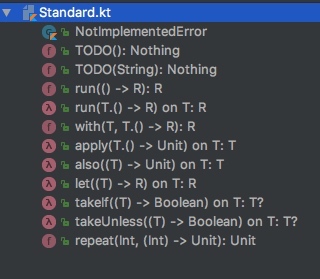 Standard.kt
NotImplementedError
TODO(): Nothing
TODO(String): Nothing
run(() -> R): R
run(T.() -> R) on T: R
with(T, T.() -> R): R
apply(T.() -> Unit) on T: T
also((T) -> Unit) on T: T
let((T) -> R) on T: R
takeIf((T) -> Boolean) on T: T?
takeUnless((T) -> Boolean) on T: T?
repeat(Int, (Int) -> Unit): Unit